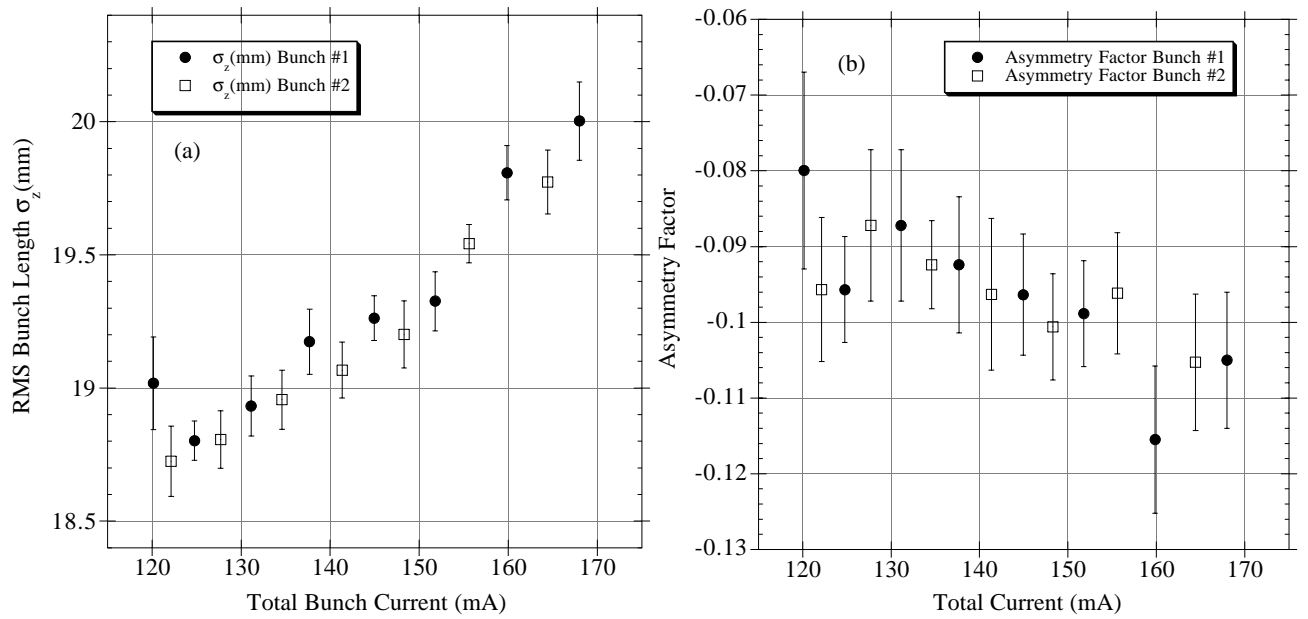 σz(mm) Bunch #1
σz(mm) Bunch #2
(a)
RMS Bunch Length σz(mm)
20
19.5
19
18.5
120 130 140 150 160 170
Total Bunch Current (mA)
Asymmetry Factor Bunch #1
Asymmetry Factor Bunch #2
(b)
Asymmetry Factor
-0.06
-0.07
-0.08
-0.09
-0.1
-0.11
-0.12
-0.13
120 130 140 150 160 170
Total Current (mA)